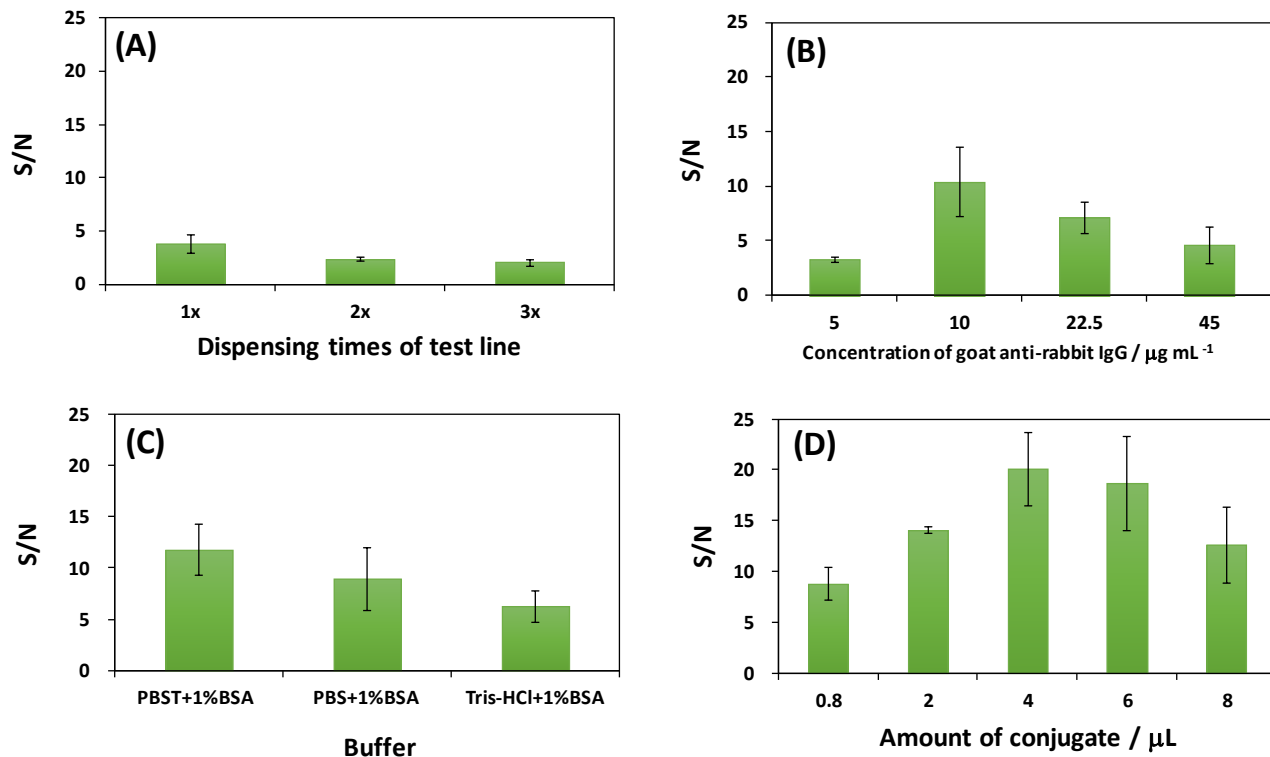 (A)
25
20
15
10
5
0
S/N
1x 2x 3x
Dispensing times of test line
(B)
25
20
15
10
5
0
S/N
5 10 22.5 45
Concentration of goat anti-rabbit IgG / μg mL⁻¹
(C)
25
20
15
10
5
0
S/N
PBST+1%BSA PBS+1%BSA Tris-HCl+1%BSA
Buffer
(D)
25
20
15
10
5
0
S/N
0.8 2 4 6 8
Amount of conjugate / μL